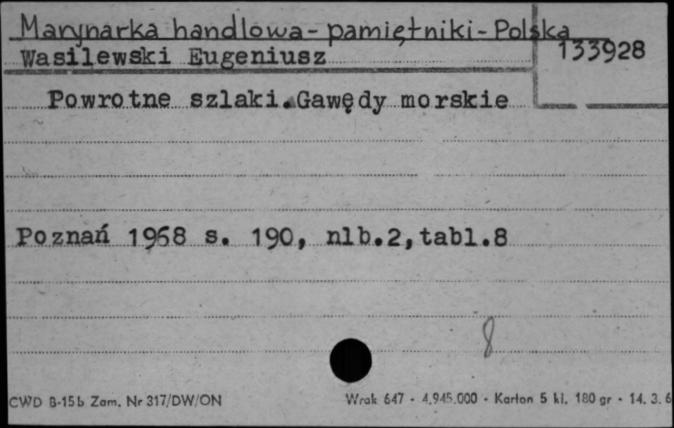 Marynarka handlowa - pamiętniki - Polska
Wasilewski Eugeniusz
133928
Powrotne szlaki. Gawędy morskie
Poznań 1968 s. 190, nlb.2, tabl.8
8
CWD B-15b Zam. Nr 317/DW/ON
Wrak 647 - 4.945.000 - Karton 5 kl. 180 gr - 14. 3. 6